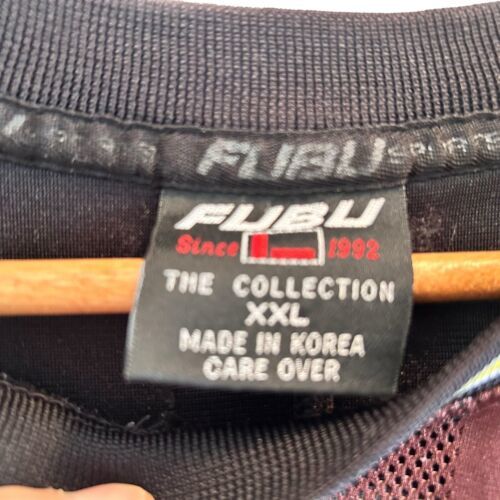 FUBU
FUBU
Since 1992
THE COLLECTION
XXL
MADE IN KOREA
CARE OVER